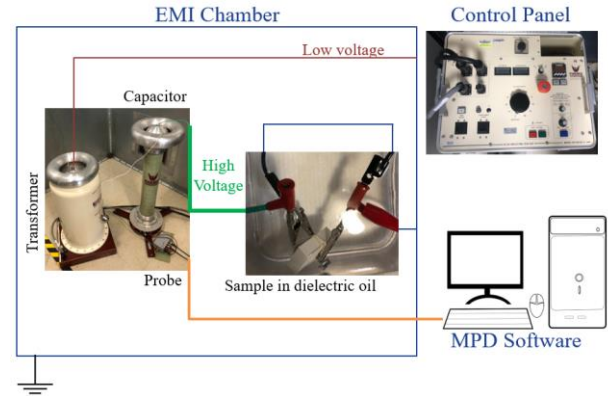 EMI Chamber
Control Panel
Low voltage
Capacitor
High
Voltage
Transformer
Probe
Sample in dielectric oil
MPD Software